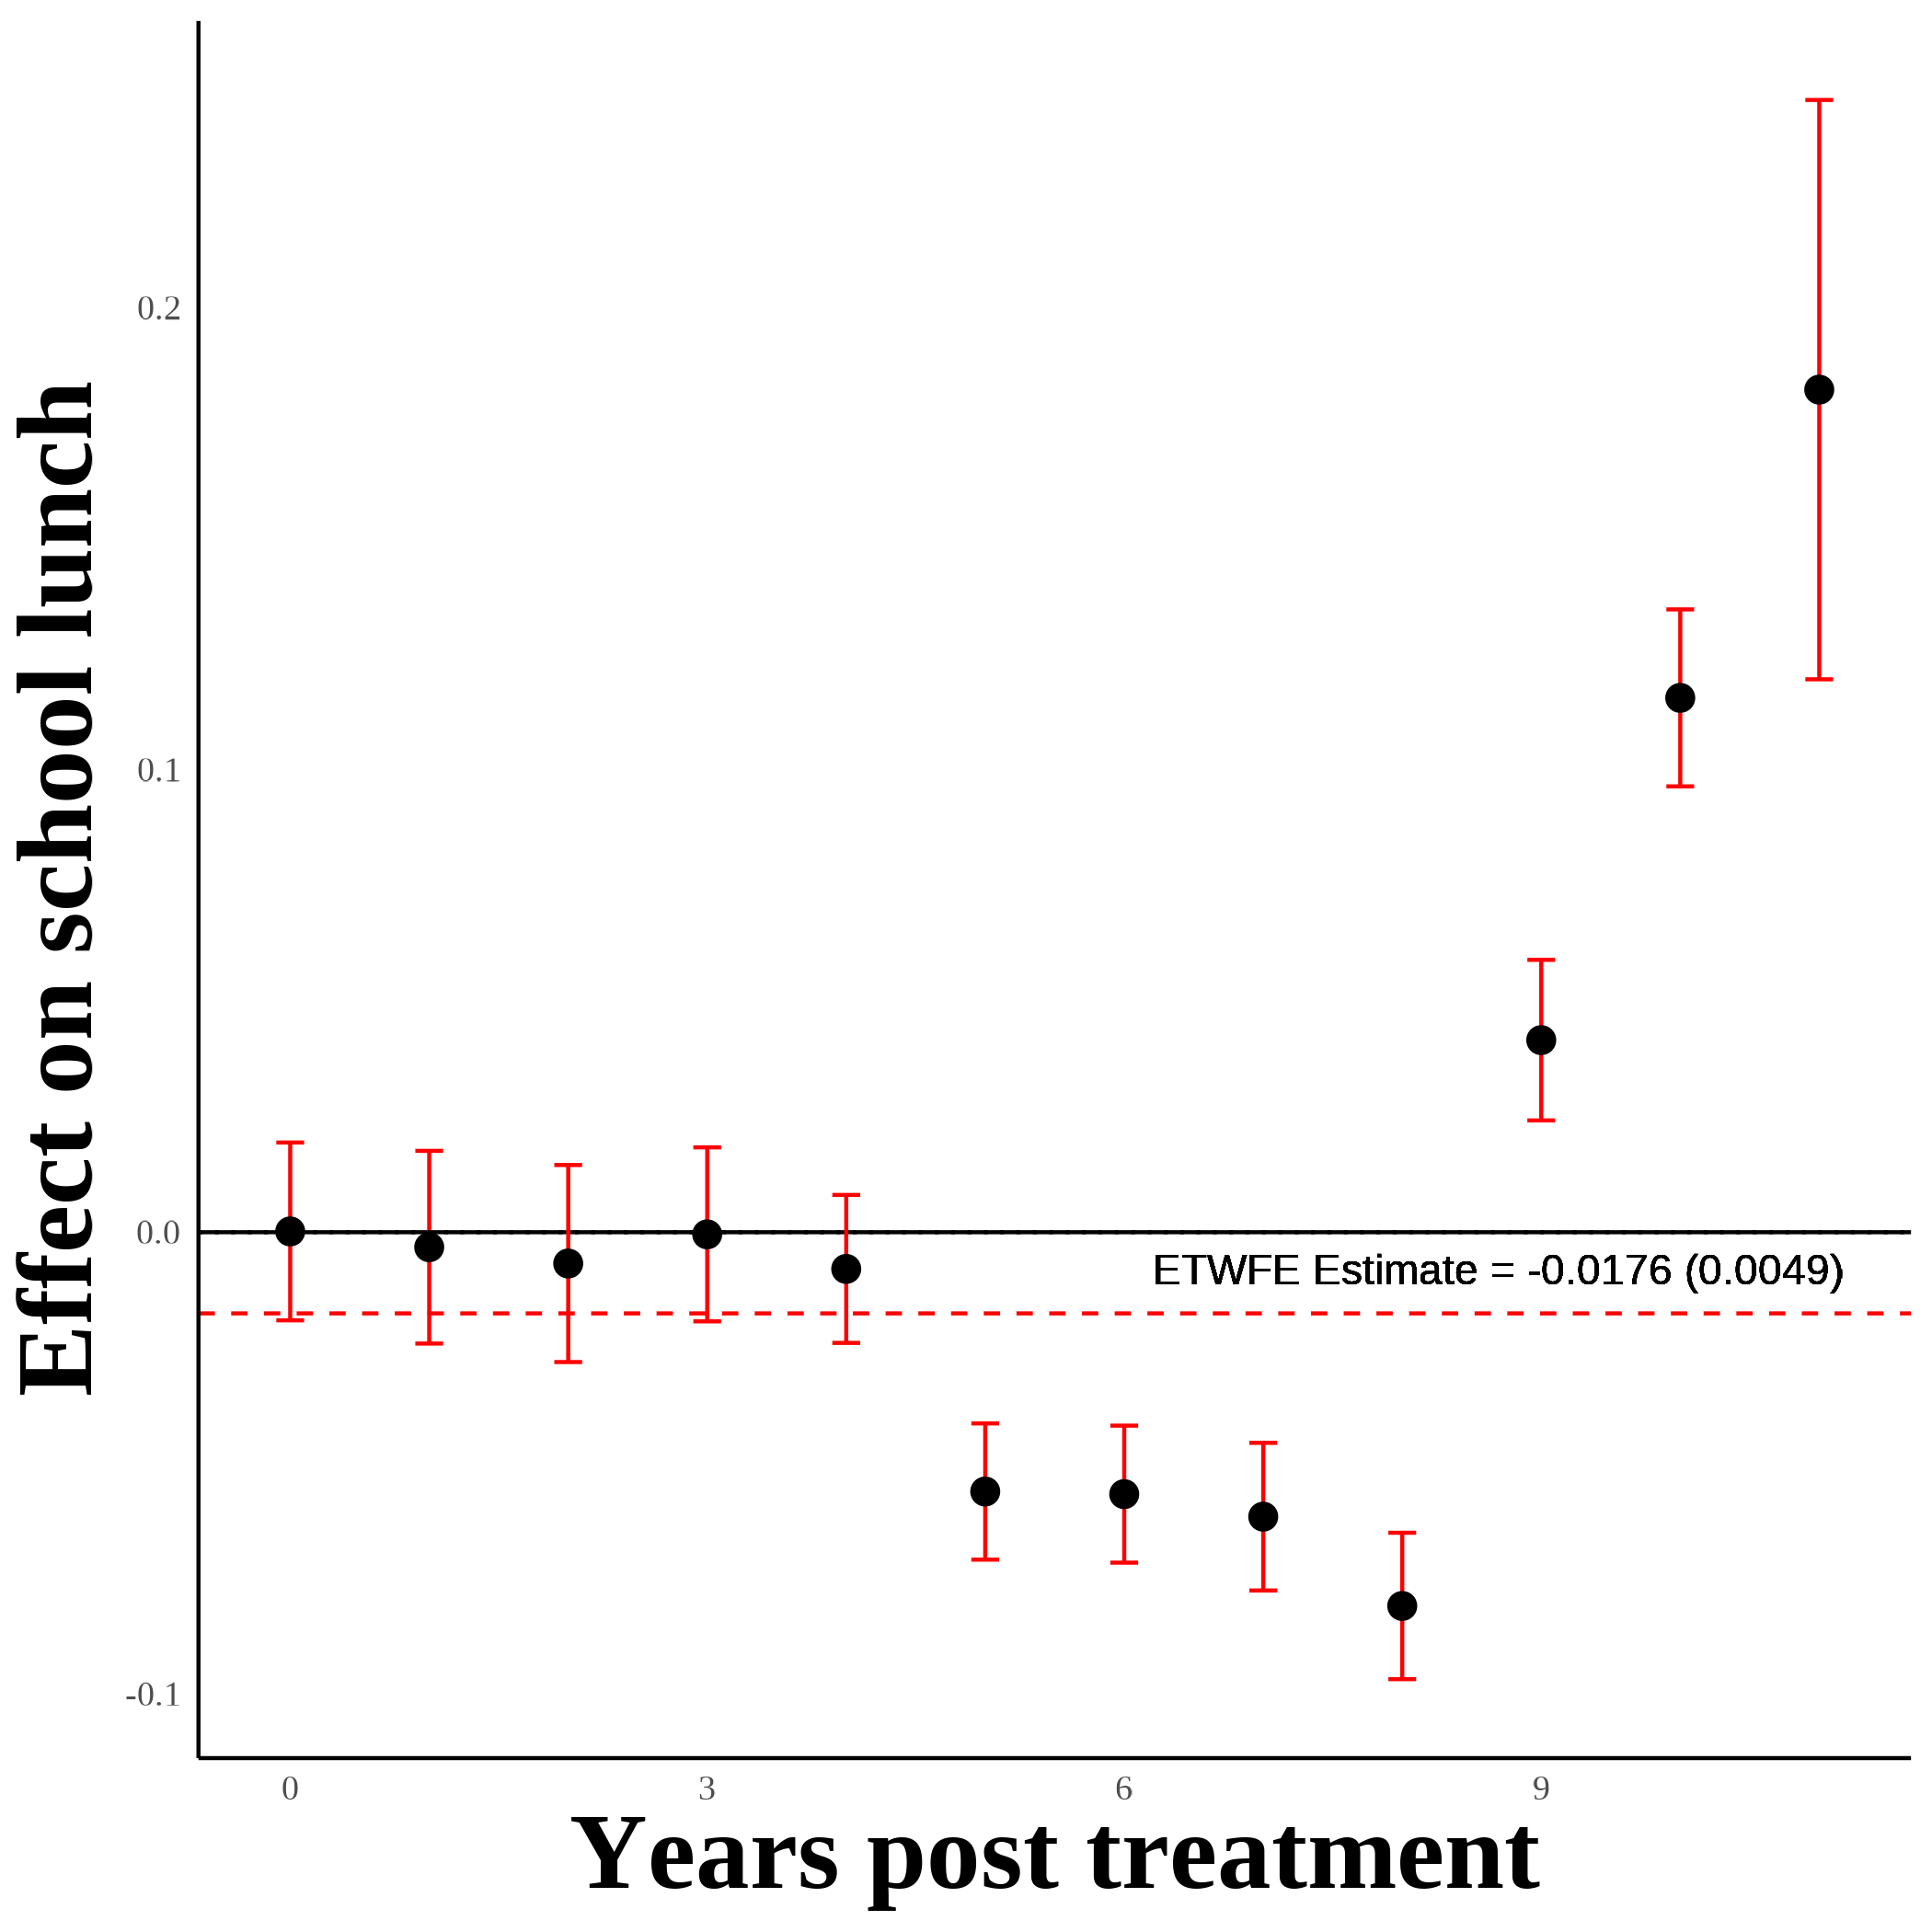 Effect on school lunch
0.2
0.1
0.0
-0.1
ETWFE Estimate = -0.0176 (0.0049)
0 3 6 9
Years post treatment